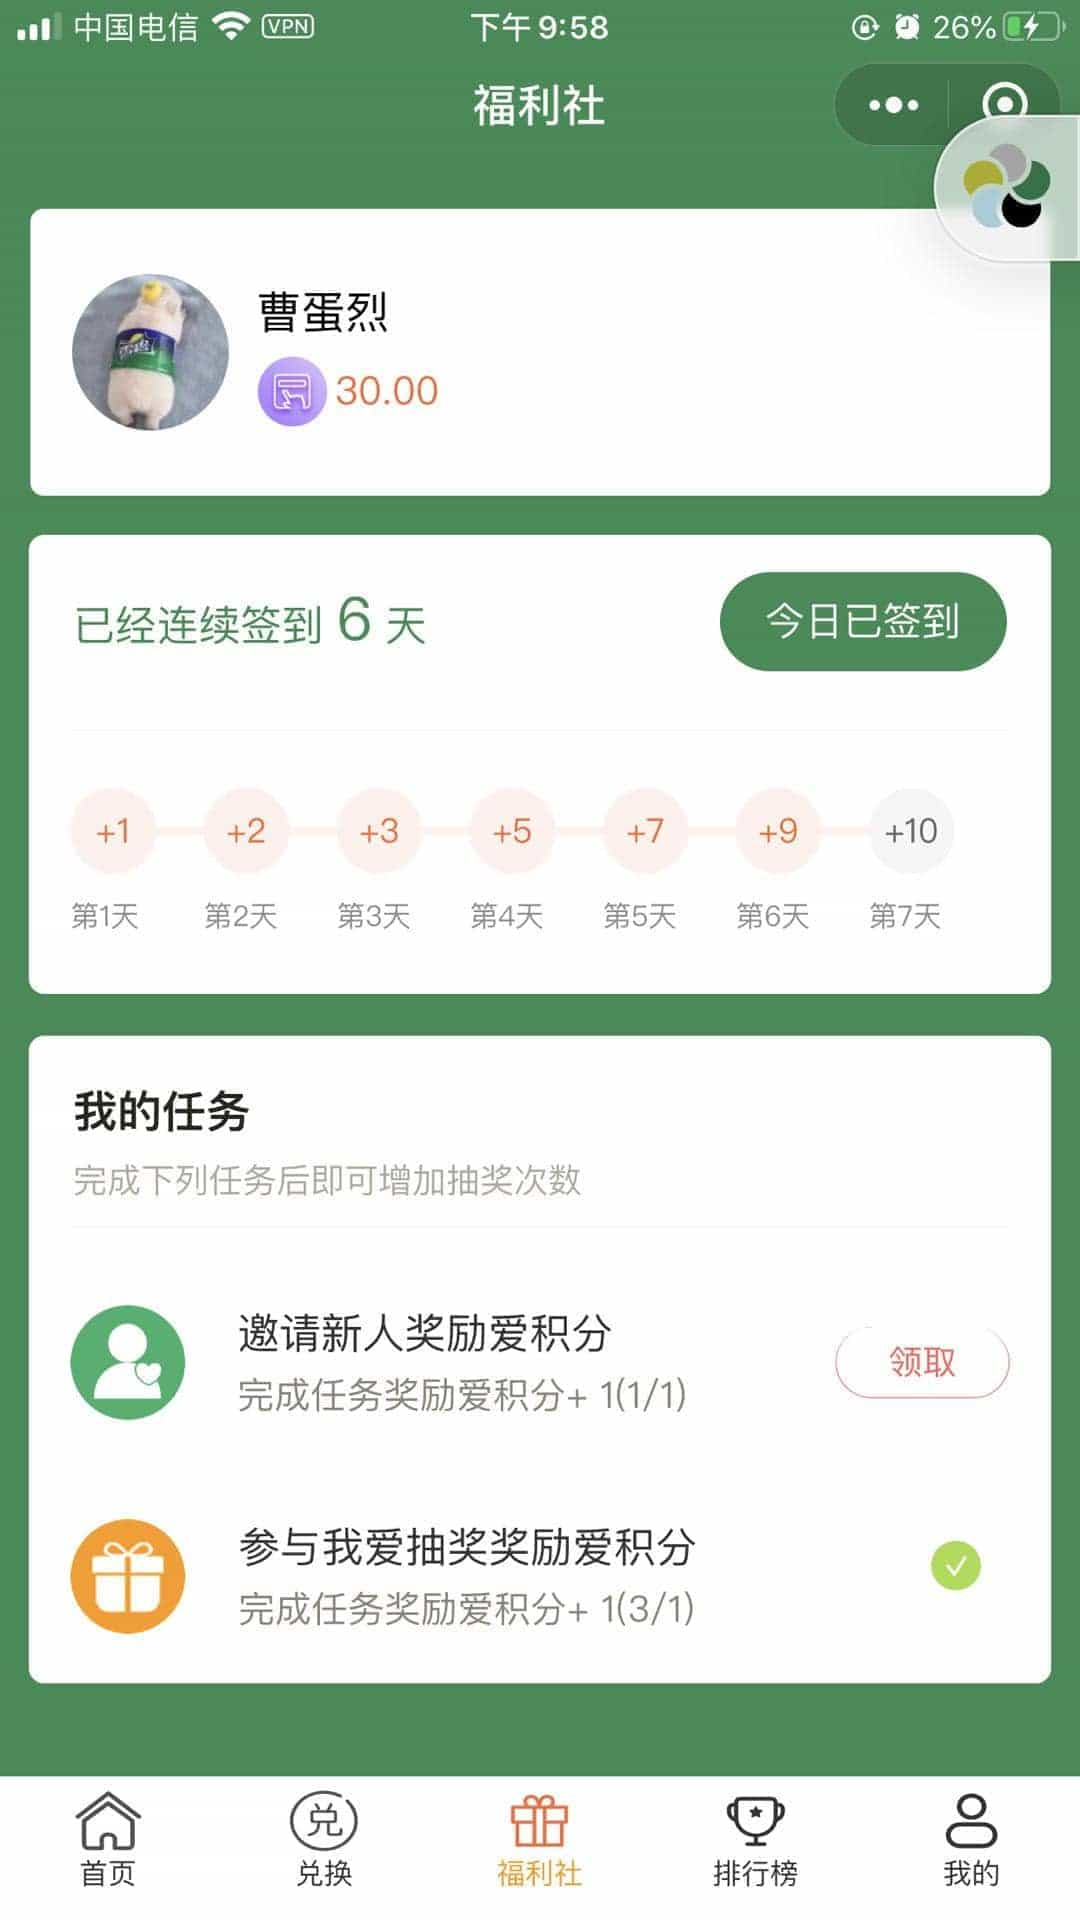 中国电信 VPN 下午 9:58 26%
福利社
曹蛋烈
30.00
已经连续签到 6 天
今日已签到
+1 +2 +3 +5 +7 +9 +10
第1天 第2天 第3天 第4天 第5天 第6天 第7天
我的任务
完成下列任务后即可增加抽奖次数
邀请新人奖励爱积分
完成任务奖励爱积分+ 1(1/1)
领取
参与我爱抽奖奖励爱积分
完成任务奖励爱积分+ 1(3/1)
兑
首页 兑换 福利社 排行榜 我的